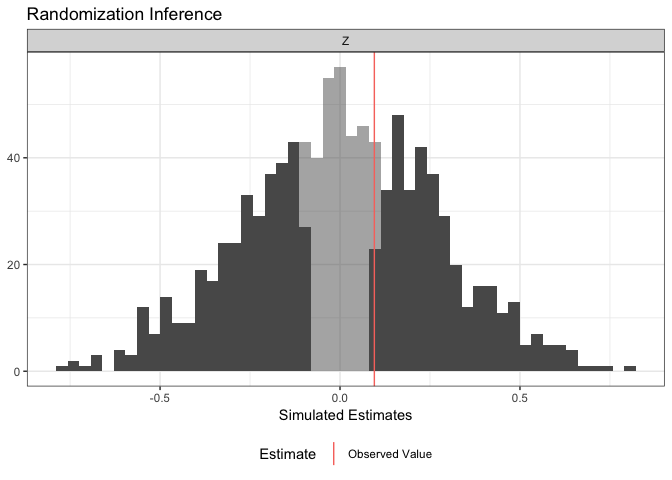 Randomization Inference
Z
40
20
0
-0.5 0.0 0.5
Simulated Estimates
Estimate Observed Value